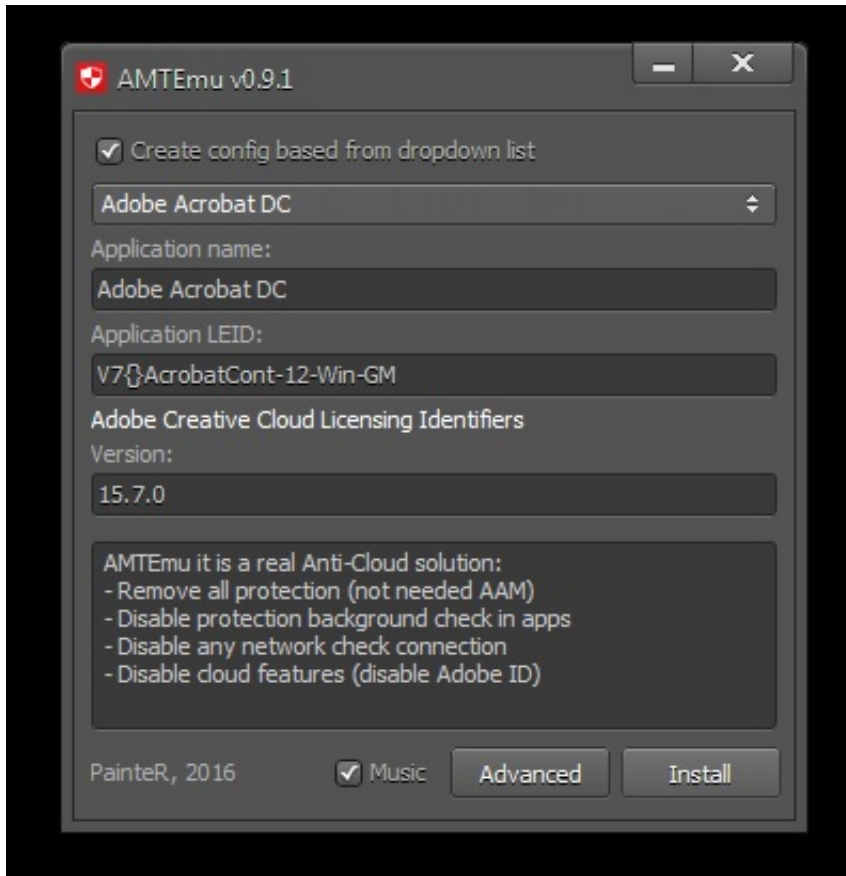 AMTEmu v0.9.1
Create config based from dropdown list
Adobe Acrobat DC
Application name:
Adobe Acrobat DC
Application LEID:
V7{}AcrobatCont-12-Win-GM
Adobe Creative Cloud Licensing Identifiers
Version:
15.7.0
AMTEmu it is a real Anti-Cloud solution:
- Remove all protection (not needed AAM)
- Disable protection background check in apps
- Disable any network check connection
- Disable cloud features (disable Adobe ID)
PainteR, 2016 Music Advanced Install